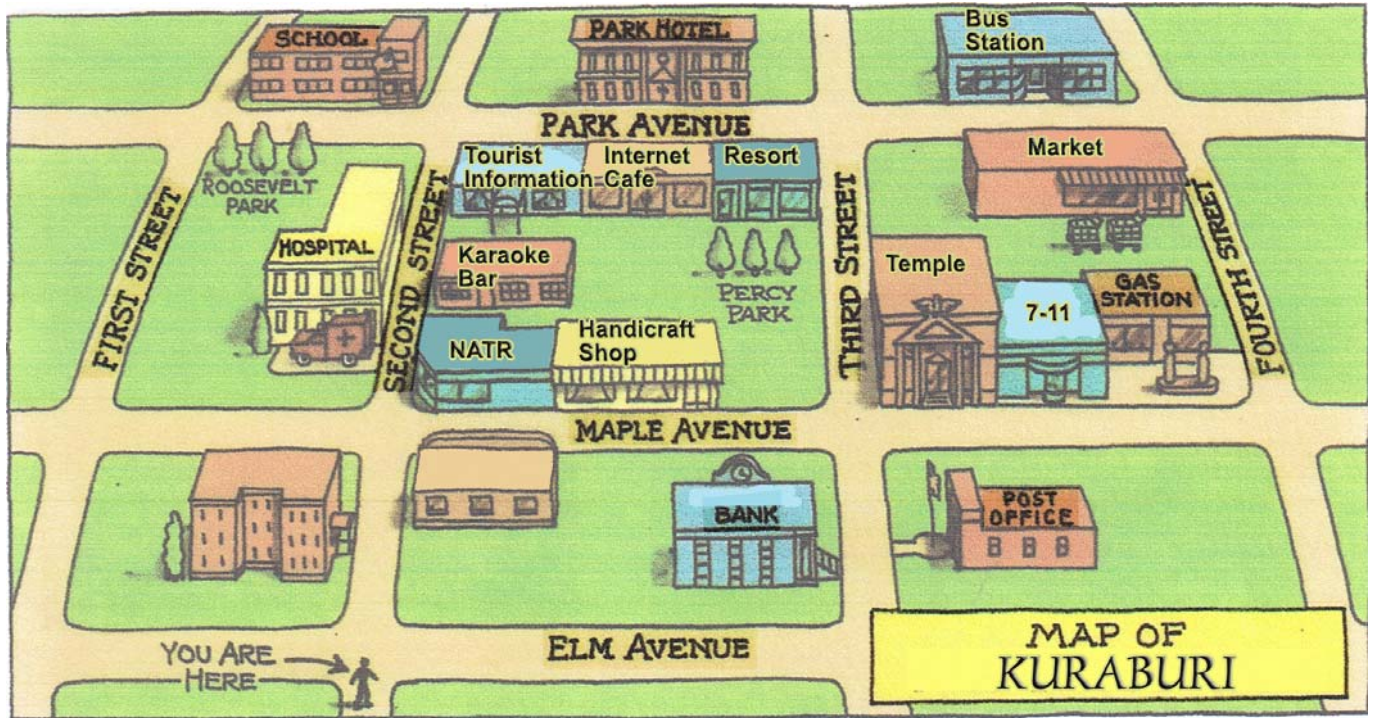 SCHOOL
PARK HOTEL
Bus
Station
PARK AVENUE
Tourist
Information
Internet
Cafe
Resort
Market
ROOSEVELT
PARK
HOSPITAL
FIRST STREET
SECOND STREET
Karaoke
Bar
PERCY
PARK
THIRD STREET
Temple
7-11
GAS
STATION
FOURTH STREET
NATR
Handicraft
Shop
MAPLE AVENUE
BANK
POST
OFFICE
YOU ARE
HERE
ELM AVENUE
MAP OF
KURABURI